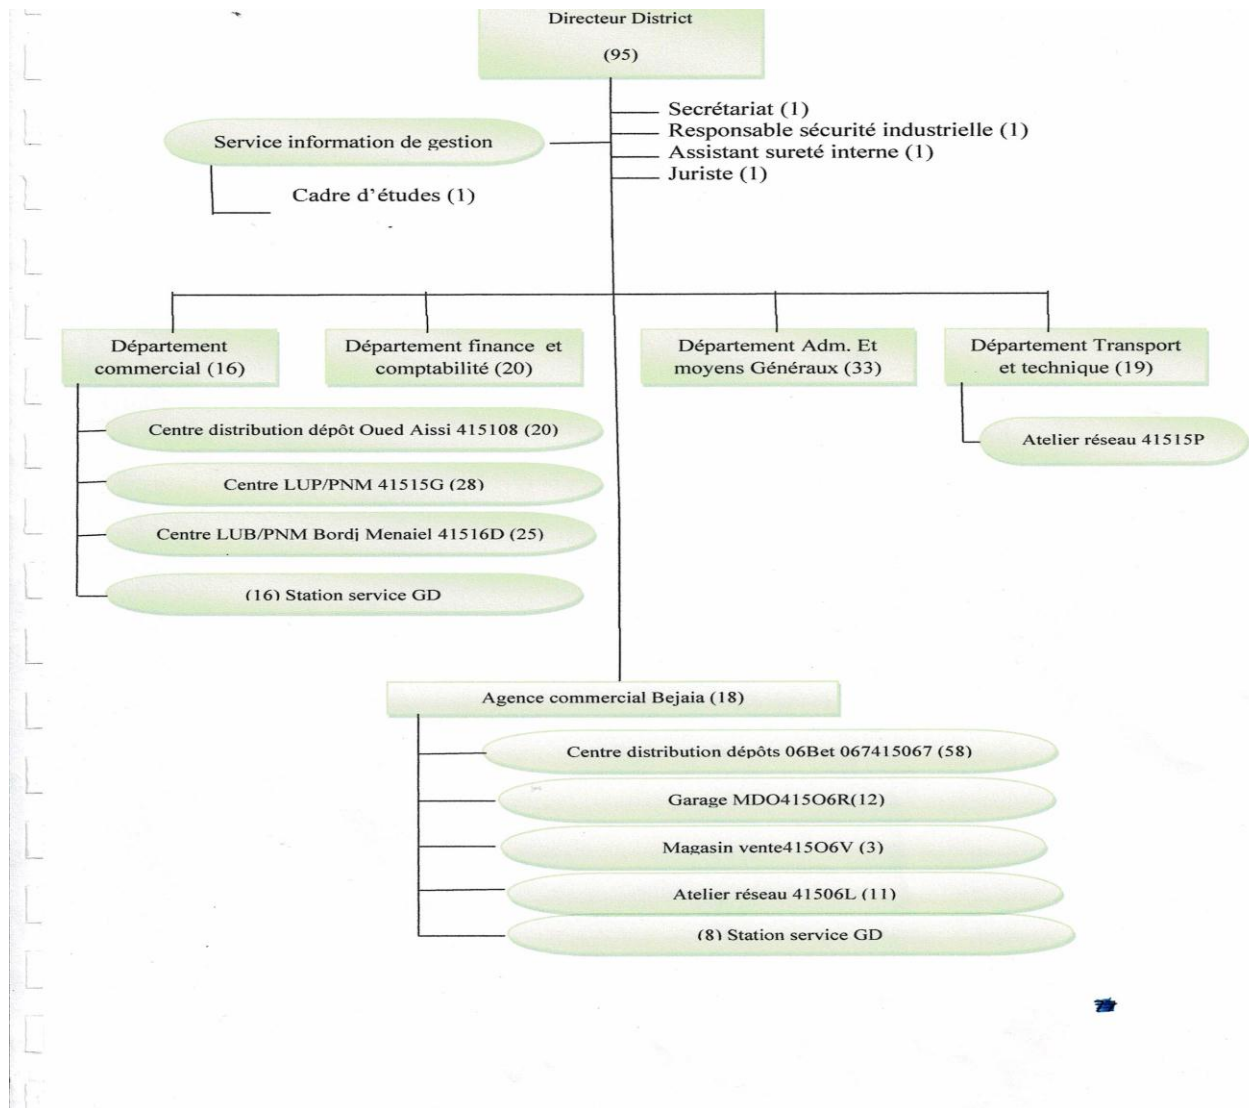 Directeur District
(95)
Secrétariat (1)
Responsable sécurité industrielle (1)
Assistant sureté interne (1)
Juriste (1)
Service information de gestion
Cadre d'études (1)
Département
commercial (16)
Département finance et
comptabilité (20)
Département Adm. Et
moyens Généraux (33)
Département Transport
et technique (19)
Centre distribution dépôt Oued Aissi 415108 (20)
Centre LUP/PNM 41515G (28)
Centre LUB/PNM Bordj Menaiel 41516D (25)
(16) Station service GD
Atelier réseau 41515P
Agence commercial Bejaia (18)
Centre distribution dépôts 06Bet 067415067 (58)
Garage MDO415O6R(12)
Magasin vente415O6V (3)
Atelier réseau 41506L (11)
(8) Station service GD